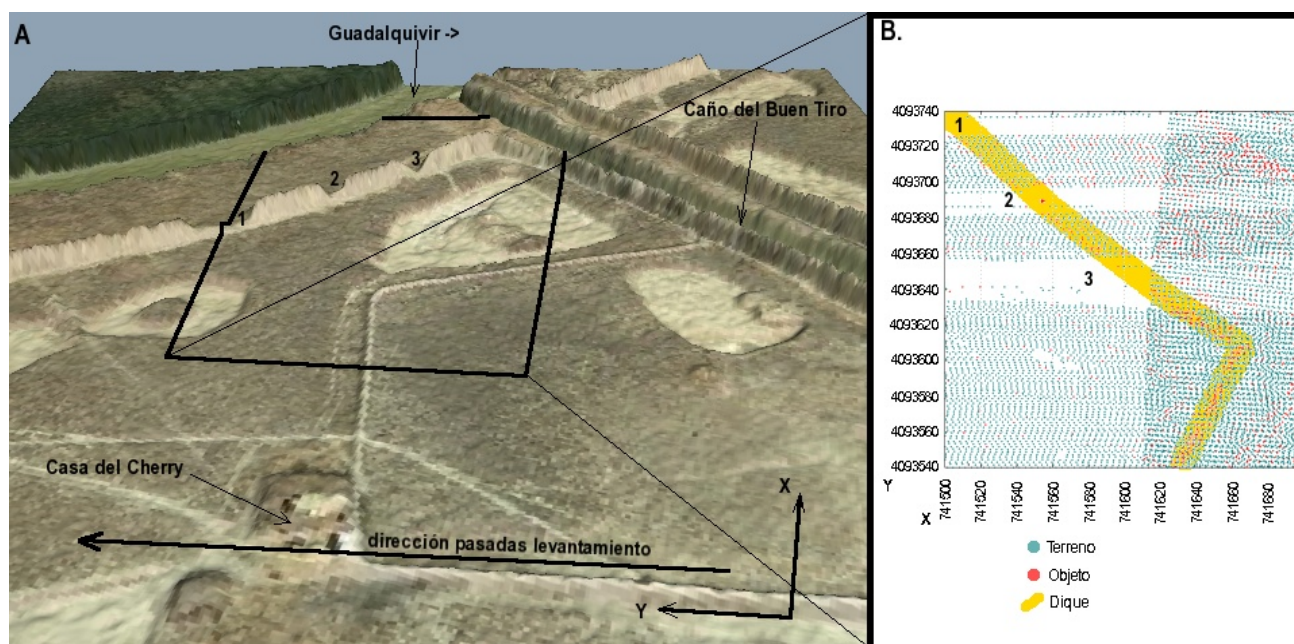 A
Guadalquivir ->
Caño del Buen Tiro
3
2
1
Casa del Cherry
dirección pasadas levantamiento
X
Y
B.
4093740
4093720
4093700
4093680
4093660
4093640
4093620
4093600
4093580
4093560
4093540
1
2
3
Y
X
741500
741520
741540
741560
741580
741600
741620
741640
741660
741680
Terreno
Objeto
Dique